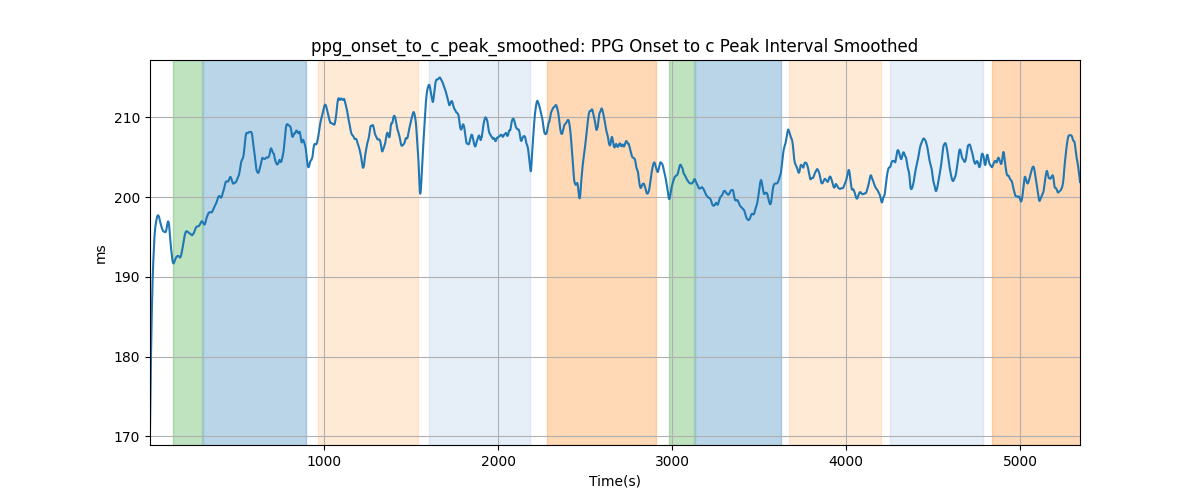 ppg_onset_to_c_peak_smoothed: PPG Onset to c Peak Interval Smoothed
210
200
190
180
170
ms
1000 2000 3000 4000 5000
Time(s)